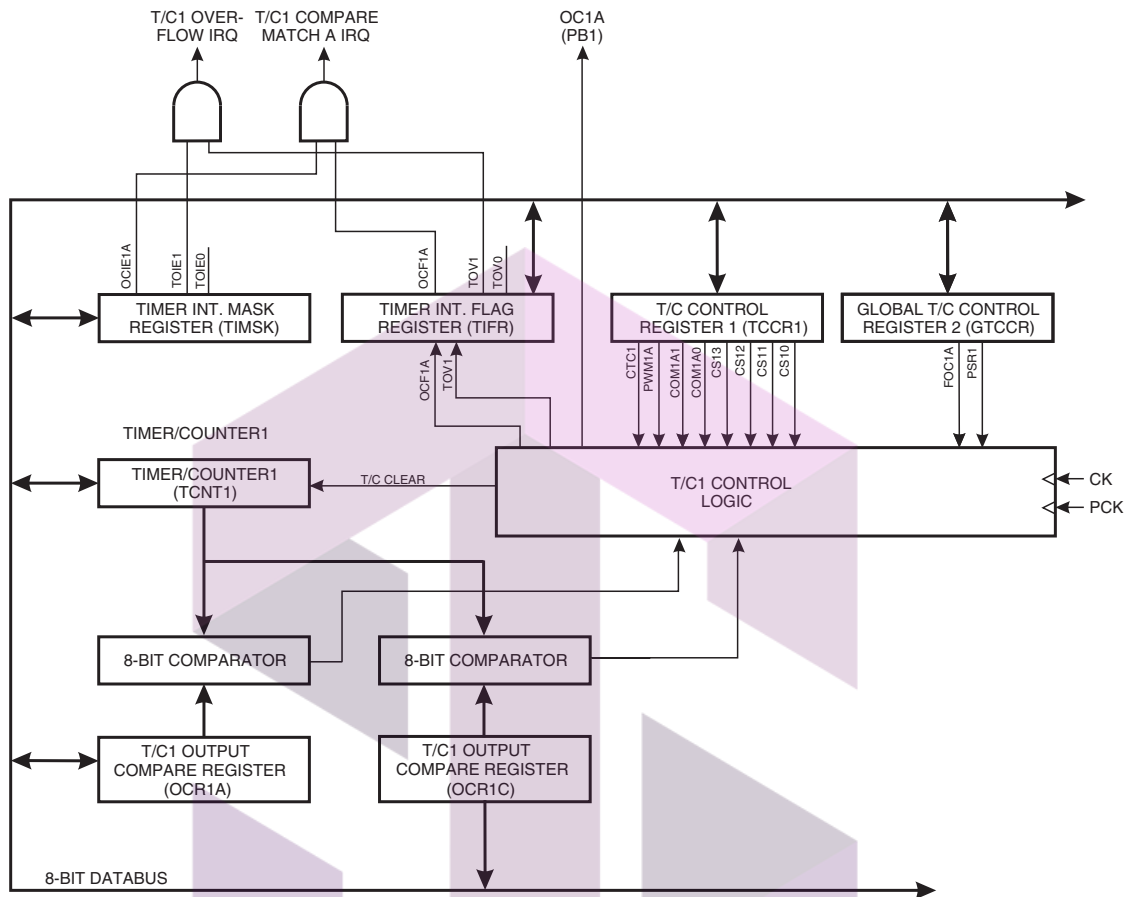 T/C1 OVER-
FLOW IRQ
T/C1 COMPARE
MATCH A IRQ
OC1A
(PB1)
OCIE1A
TOIE1
TOIE0
OCF1A
TOV1
TOV0
TIMER INT. MASK
REGISTER (TIMSK)
TIMER INT. FLAG
REGISTER (TIFR)
T/C CONTROL
REGISTER 1 (TCCR1)
GLOBAL T/C CONTROL
REGISTER 2 (GTCCR)
OCF1A
TOV1
CTC1
PWM1A
COM1A1
COM1A0
CS13
CS12
CS11
CS10
FOC1A
PSR1
TIMER/COUNTER1
TIMER/COUNTER1
(TCNT1)
T/C CLEAR
T/C1 CONTROL
LOGIC
CK
PCK
8-BIT COMPARATOR
8-BIT COMPARATOR
T/C1 OUTPUT
COMPARE REGISTER
(OCR1A)
T/C1 OUTPUT
COMPARE REGISTER
(OCR1C)
8-BIT DATABUS